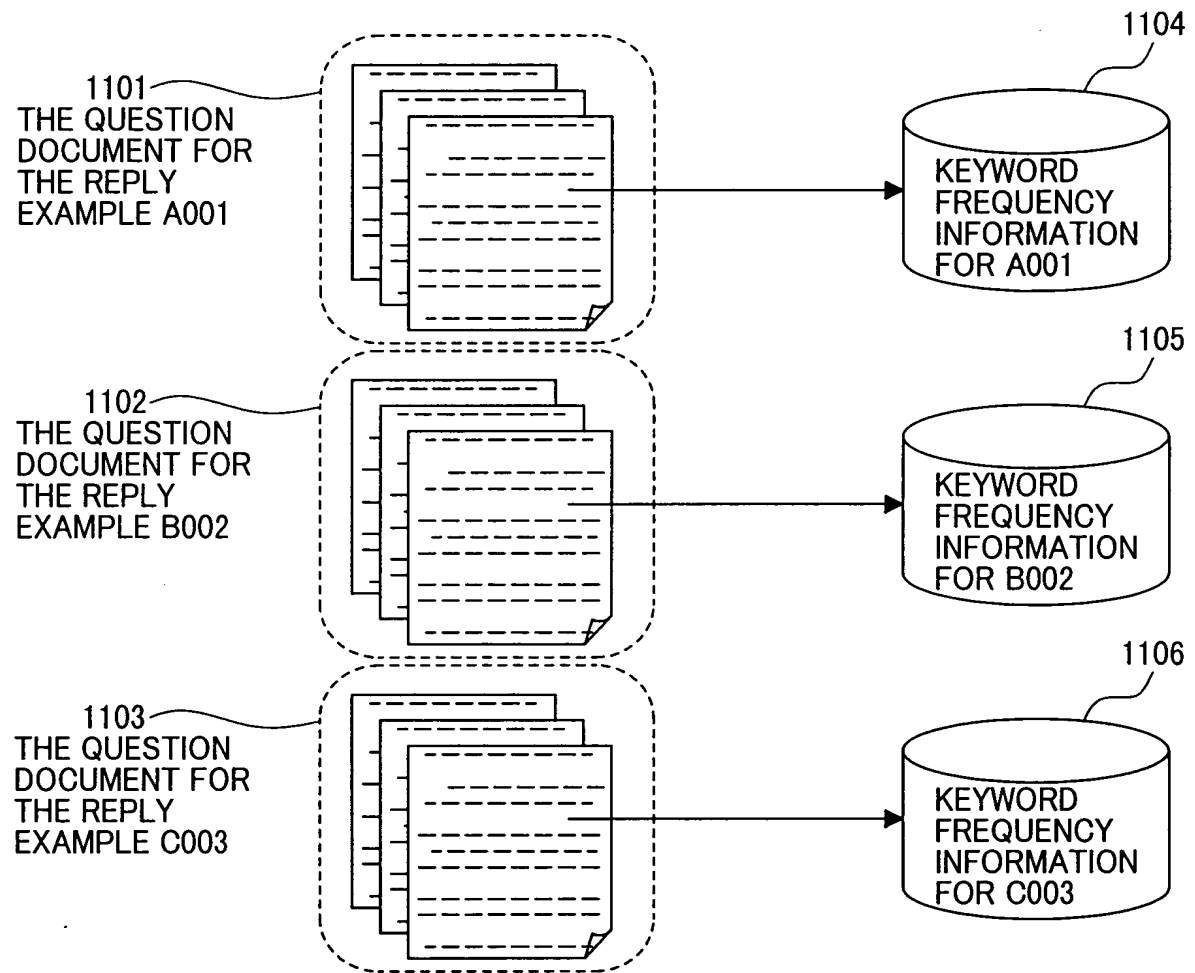 1101
THE QUESTION
DOCUMENT FOR
THE REPLY
EXAMPLE A001
1104
KEYWORD
FREQUENCY
INFORMATION
FOR A001
1102
THE QUESTION
DOCUMENT FOR
THE REPLY
EXAMPLE B002
1105
KEYWORD
FREQUENCY
INFORMATION
FOR B002
1103
THE QUESTION
DOCUMENT FOR
THE REPLY
EXAMPLE C003
1106
KEYWORD
FREQUENCY
INFORMATION
FOR C003